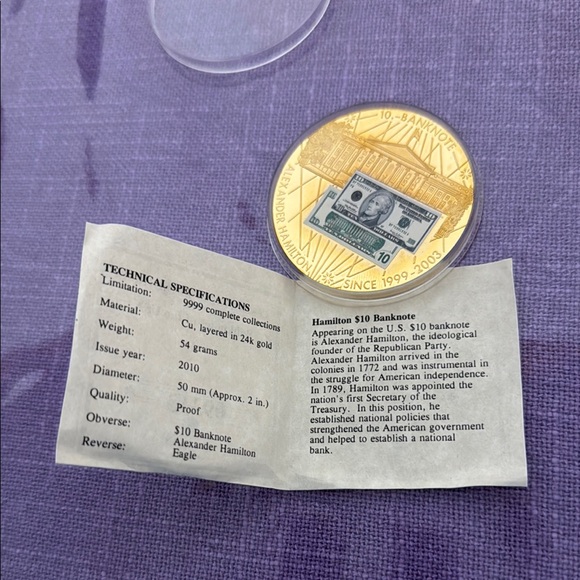 10.-BANKNOTE
ALEXANDER HAMILTON
SINCE 1999-2003
10
TECHNICAL SPECIFICATIONS
Limitation: 9999 complete collections
Material: Cu, layered in 24k gold
Weight: 54 grams
Issue year: 2010
Diameter: 50 mm (Approx. 2 in.)
Quality: Proof
Obverse: $10 Banknote
Alexander Hamilton
Reverse: Eagle
Hamilton $10 Banknote
Appearing on the U.S. $10 banknote
is Alexander Hamilton, the ideological
founder of the Republican Party.
Alexander Hamilton arrived in the
colonies in 1772 and was instrumental in
the struggle for American independence.
In 1789, Hamilton was appointed the
nation's first Secretary of the
Treasury. In this position, he
established national policies that
strengthened the American government
and helped to establish a national
bank.